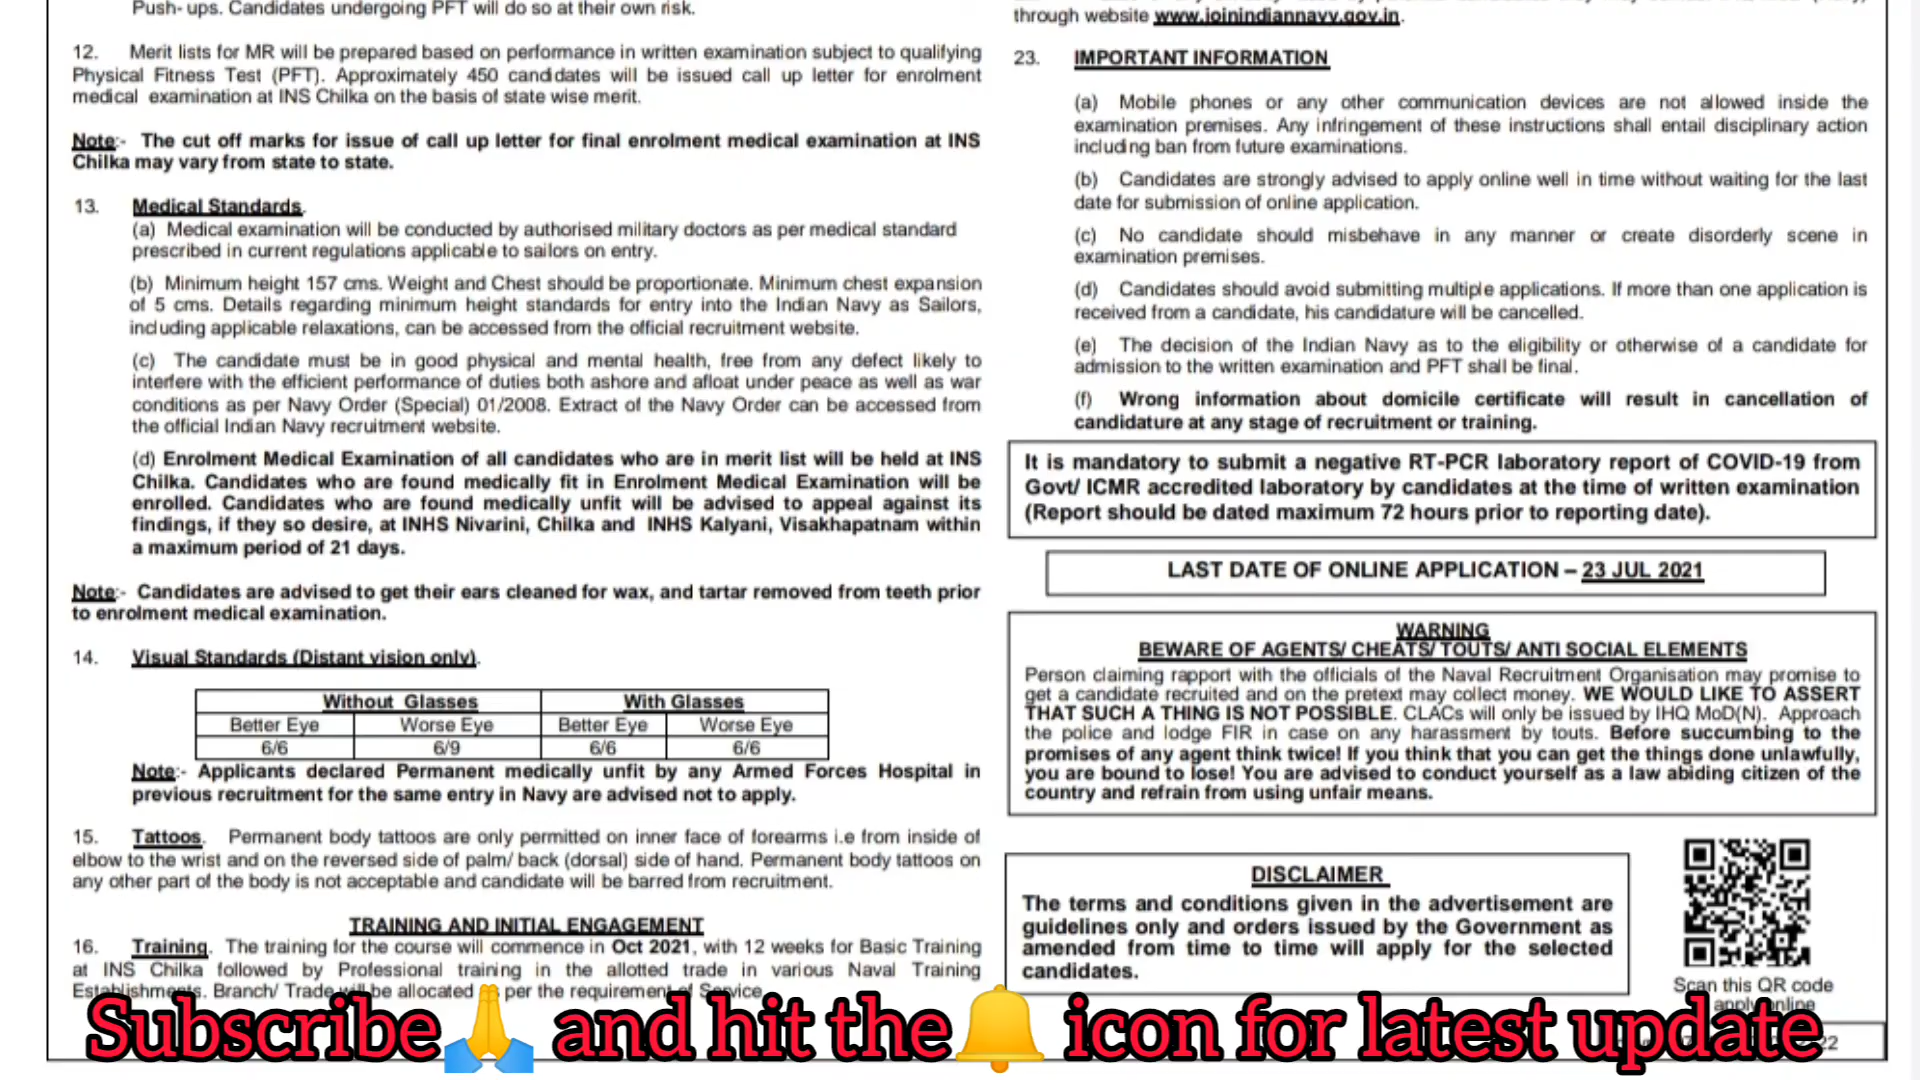 Push- ups. Candidates undergoing PFT will do so at their own risk.
12. Merit lists for MR will be prepared based on performance in written examination subject to qualifying
Physical Fitness Test (PFT). Approximately 450 candidates will be issued call up letter for enrolment
medical examination at INS Chilka on the basis of state wise merit.
Note:- The cut off marks for issue of call up letter for final enrolment medical examination at INS
Chilka may vary from state to state.
13. Medical Standards.
(a) Medical examination will be conducted by authorised military doctors as per medical standard
prescribed in current regulations applicable to sailors on entry.
(b) Minimum height 157 cms. Weight and Chest should be proportionate. Minimum chest expansion
of 5 cms. Details regarding minimum height standards for entry into the Indian Navy as Sailors,
including applicable relaxations, can be accessed from the official recruitment website.
(c) The candidate must be in good physical and mental health, free from any defect likely to
interfere with the efficient performance of duties both ashore and afloat under peace as well as war
conditions as per Navy Order (Special) 01/2008. Extract of the Navy Order can be accessed from
the official Indian Navy recruitment website.
(d) Enrolment Medical Examination of all candidates who are in merit list will be held at INS
Chilka. Candidates who are found medically fit in Enrolment Medical Examination will be
enrolled. Candidates who are found medically unfit will be advised to appeal against its
findings, if they so desire, at INHS Nivarini, Chilka and INHS Kalyani, Visakhapatnam within
a maximum period of 21 days.
Note:- Candidates are advised to get their ears cleaned for wax, and tartar removed from teeth prior
to enrolment medical examination.
14. Visual Standards (Distant vision only).
Without Glasses With Glasses
Better Eye Worse Eye Better Eye Worse Eye
6/6 6/9 6/6 6/6
Note:- Applicants declared Permanent medically unfit by any Armed Forces Hospital in
previous recruitment for the same entry in Navy are advised not to apply.
15. Tattoos. Permanent body tattoos are only permitted on inner face of forearms i.e from inside of
elbow to the wrist and on the reversed side of palm/ back (dorsal) side of hand. Permanent body tattoos on
any other part of the body is not acceptable and candidate will be barred from recruitment.
TRAINING AND INITIAL ENGAGEMENT
16. Training. The training for the course will commence in Oct 2021, with 12 weeks for Basic Training
at INS Chilka followed by Professional training in the allotted trade in various Naval Training
Establishments. Branch/ Trade will be allocated per the requirement of Service
through website www.joinindiannavy.gov.in.
23. IMPORTANT INFORMATION
(a) Mobile phones or any other communication devices are not allowed inside the
examination premises. Any infringement of these instructions shall entail disciplinary action
including ban from future examinations.
(b) Candidates are strongly advised to apply online well in time without waiting for the last
date for submission of online application.
(c) No candidate should misbehave in any manner or create disorderly scene in
examination premises.
(d) Candidates should avoid submitting multiple applications. If more than one application is
received from a candidate, his candidature will be cancelled.
(e) The decision of the Indian Navy as to the eligibility or otherwise of a candidate for
admission to the written examination and PFT shall be final.
(f) Wrong information about domicile certificate will result in cancellation of
candidature at any stage of recruitment or training.
It is mandatory to submit a negative RT-PCR laboratory report of COVID-19 from
Govt/ ICMR accredited laboratory by candidates at the time of written examination
(Report should be dated maximum 72 hours prior to reporting date).
LAST DATE OF ONLINE APPLICATION – 23 JUL 2021
WARNING
BEWARE OF AGENTS/ CHEATS/ TOUTS/ ANTI SOCIAL ELEMENTS
Person claiming rapport with the officials of the Naval Recruitment Organisation may promise to
get a candidate recruited and on the pretext may collect money. WE WOULD LIKE TO ASSERT
THAT SUCH A THING IS NOT POSSIBLE. CLACs will only be issued by IHQ MoD(N). Approach
the police and lodge FIR in case on any harassment by touts. Before succumbing to the
promises of any agent think twice! If you think that you can get the things done unlawfully,
you are bound to lose! You are advised to conduct yourself as a law abiding citizen of the
country and refrain from using unfair means.
DISCLAIMER
The terms and conditions given in the advertisement are
guidelines only and orders issued by the Government as
amended from time to time will apply for the selected
candidates.
Scan this QR code
apply online
22
Subscribe🙏 and hit the🔔 icon for latest update